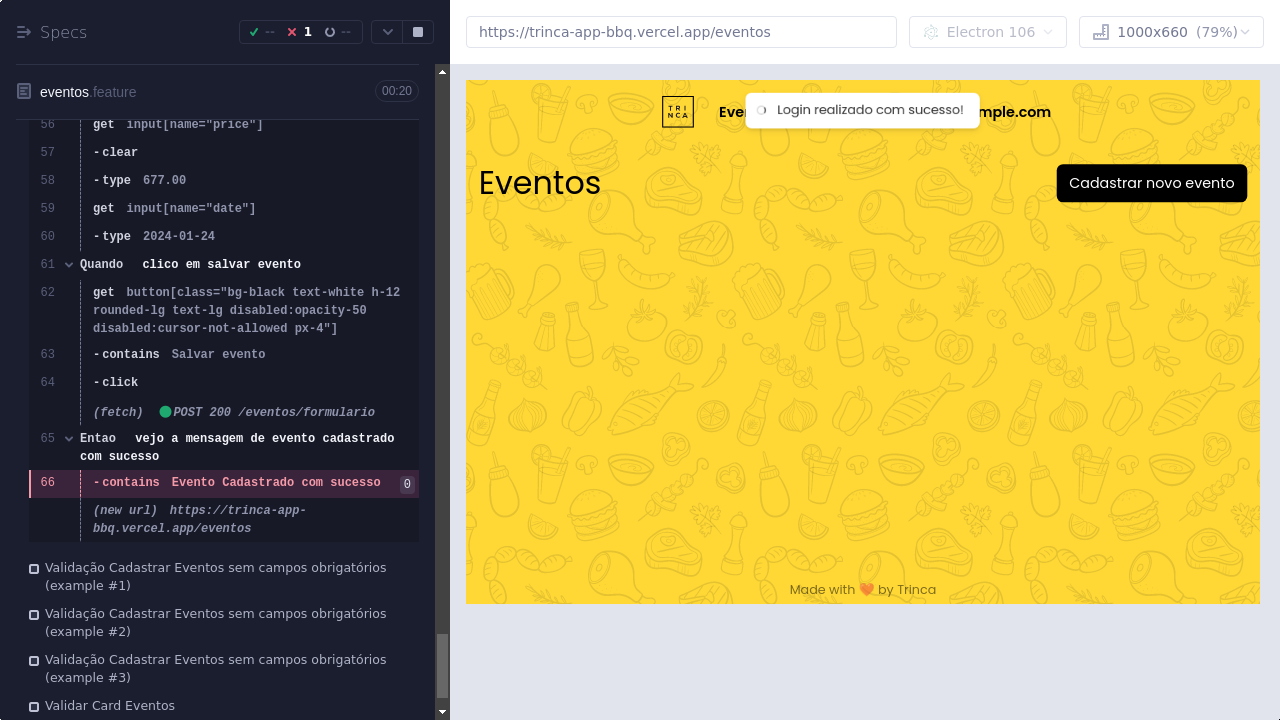 Specs
--
1
--
https://trinca-app-bbq.vercel.app/eventos
Electron 106
1000x660 (79%)
eventos.feature
00:20
56 get input[name="price"]
57 -clear
58 -type 677.00
59 get input[name="date"]
60 -type 2024-01-24
61 Quando clico em salvar evento
62 get button[class="bg-black text-white h-12
rounded-lg text-lg disabled:opacity-50
disabled:cursor-not-allowed px-4"]
63 -contains Salvar evento
64 -click
(fetch) POST 200 /eventos/formulario
65 Entao vejo a mensagem de evento cadastrado
com sucesso
66 -contains Evento Cadastrado com sucesso 0
(new url) https://trinca-app-
bbq.vercel.app/eventos
Validação Cadastrar Eventos sem campos obrigatórios
(example #1)
Validação Cadastrar Eventos sem campos obrigatórios
(example #2)
Validação Cadastrar Eventos sem campos obrigatórios
(example #3)
Validar Card Eventos
TRI
NCA
Login realizado com sucesso!
mple.com
Eventos
Cadastrar novo evento
Made with 🧡 by Trinca